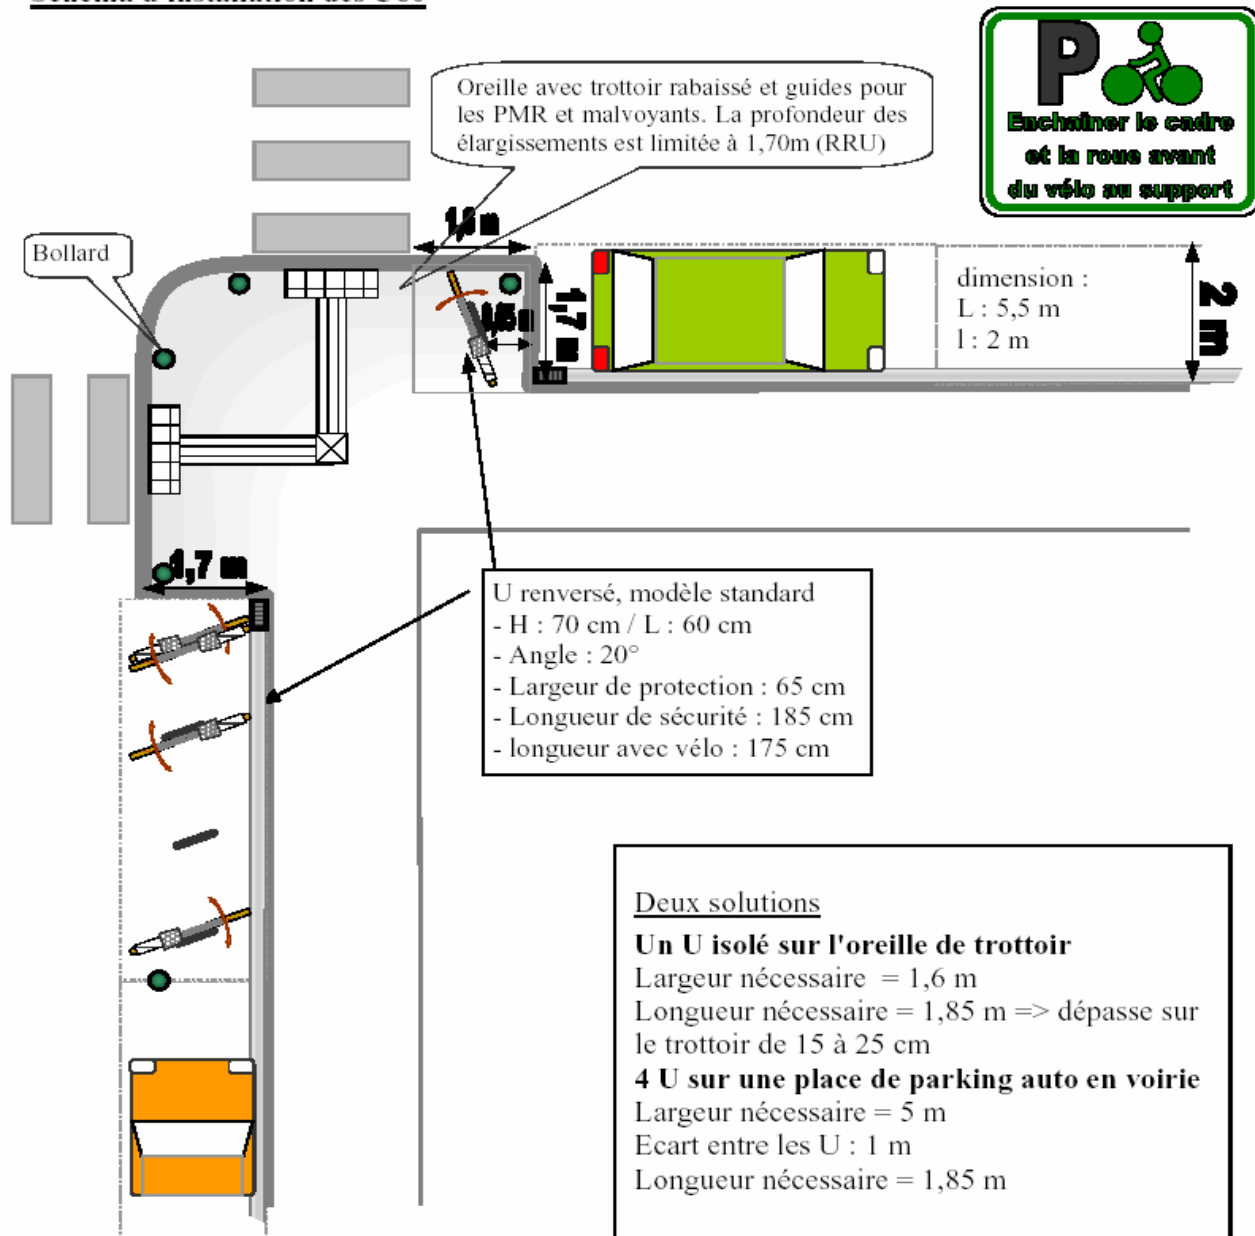 Oreille avec trottoir rabaissé et guides pour
les PMR et malvoyants. La profondeur des
élargissements est limitée à 1,70m (RRU)
P
Enchaîner le cadre
et la roue avant
du vélo au support
Bollard
1,6 m
1,7 m
dimension :
L : 5,5 m
l : 2 m
2 m
1,7 m
U renversé, modèle standard
- H : 70 cm / L : 60 cm
- Angle : 20°
- Largeur de protection : 65 cm
- Longueur de sécurité : 185 cm
- longueur avec vélo : 175 cm
Deux solutions
Un U isolé sur l'oreille de trottoir
Largeur nécessaire = 1,6 m
Longueur nécessaire = 1,85 m => dépasse sur
le trottoir de 15 à 25 cm
4 U sur une place de parking auto en voirie
Largeur nécessaire = 5 m
Ecart entre les U : 1 m
Longueur nécessaire = 1,85 m